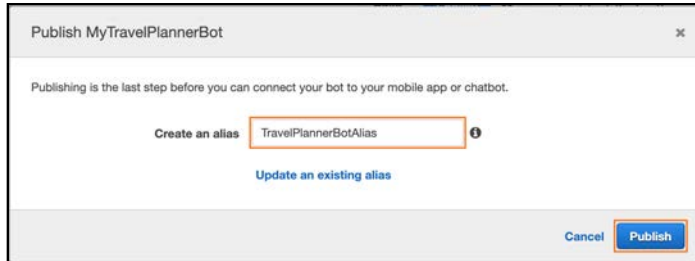 Publish MyTravelPlannerBot
Publishing is the last step before you can connect your bot to your mobile app or chatbot.
Create an alias TravelPlannerBotAlias
Update an existing alias
Cancel Publish